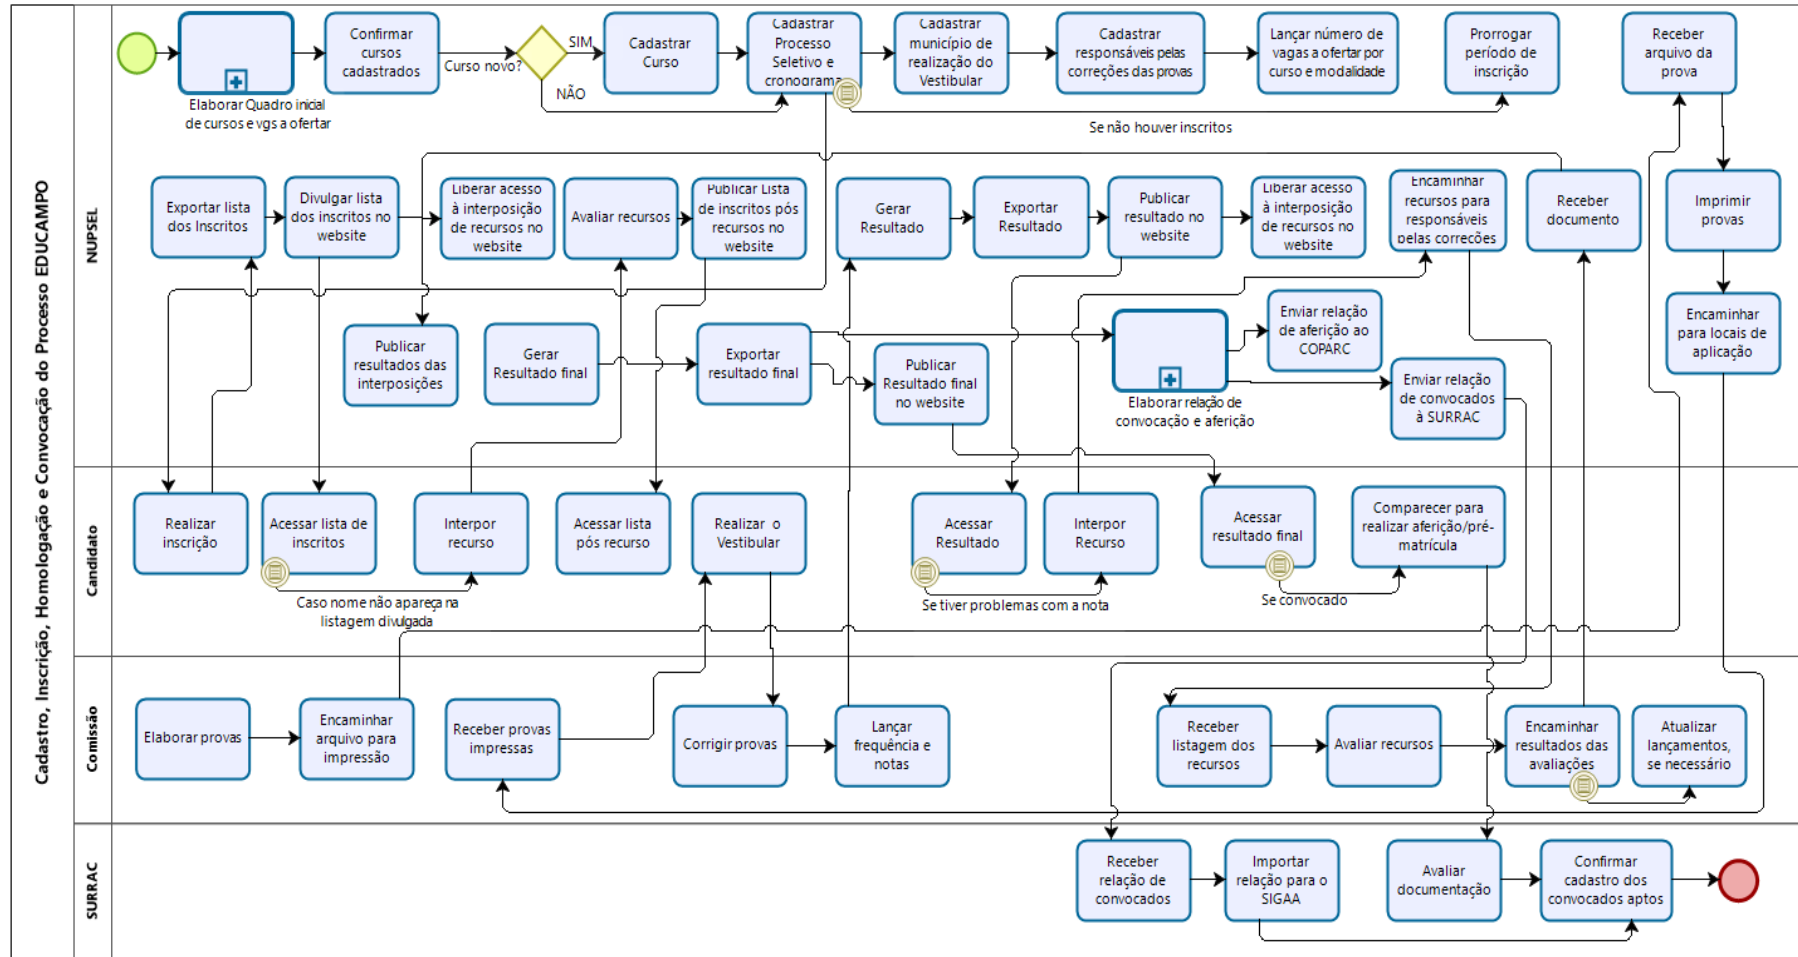 Cadastro, Inscrição, Homologação e Convocação do Processo EDUCAMPO
NUPSEL
Elaborar Quadro inicial
de cursos e vgs a ofertar
Confirmar
cursos
cadastrados
Curso novo?
SIM
NÃO
Cadastrar
Curso
Cadastrar
Processo
Seletivo e
cronograma
Cadastrar
município de
realização do
Vestibular
Cadastrar
responsáveis pelas
correções das provas
Lançar número de
vagas a ofertar por
curso e modalidade
Prorrogar
período de
inscrição
Se não houver inscritos
Receber
arquivo da
prova
Exportar lista
dos Inscritos
Divulgar lista
dos inscritos no
website
Liberar acesso
à interposição
de recursos no
website
Avaliar recursos
Publicar Lista
de inscritos pós
recursos no
website
Gerar
Resultado
Exportar
Resultado
Publicar
resultado no
website
Liberar acesso
à interposição
de recursos no
website
Encaminhar
recursos para
responsáveis
pelas correções
Receber
documento
Imprimir
provas
Publicar
resultados das
interposições
Gerar
Resultado final
Exportar
resultado final
Publicar
Resultado final
no website
Elaborar relação de
convocação e aferição
Enviar relação
de aferição ao
COPARC
Enviar relação
de convocados
à SURRAC
Encaminhar
para locais de
aplicação
Candidato
Realizar
inscrição
Acessar lista de
inscritos
Caso nome não apareça na
listagem divulgada
Interpor
recurso
Acessar lista
pós recurso
Realizar o
Vestibular
Acessar
Resultado
Se tiver problemas com a nota
Interpor
Recurso
Acessar
resultado final
Se convocado
Comparecer para
realizar aferição/pré-
matrícula
Comissão
Elaborar provas
Encaminhar
arquivo para
impressão
Receber provas
impressas
Corrigir provas
Lançar
frequência e
notas
Receber
listagem dos
recursos
Avaliar recursos
Encaminhar
resultados das
avaliações
Atualizar
lançamentos,
se necessário
SURRAC
Receber
relação de
convocados
Importar
relação para o
SIGAA
Avaliar
documentação
Confirmar
cadastro dos
convocados aptos